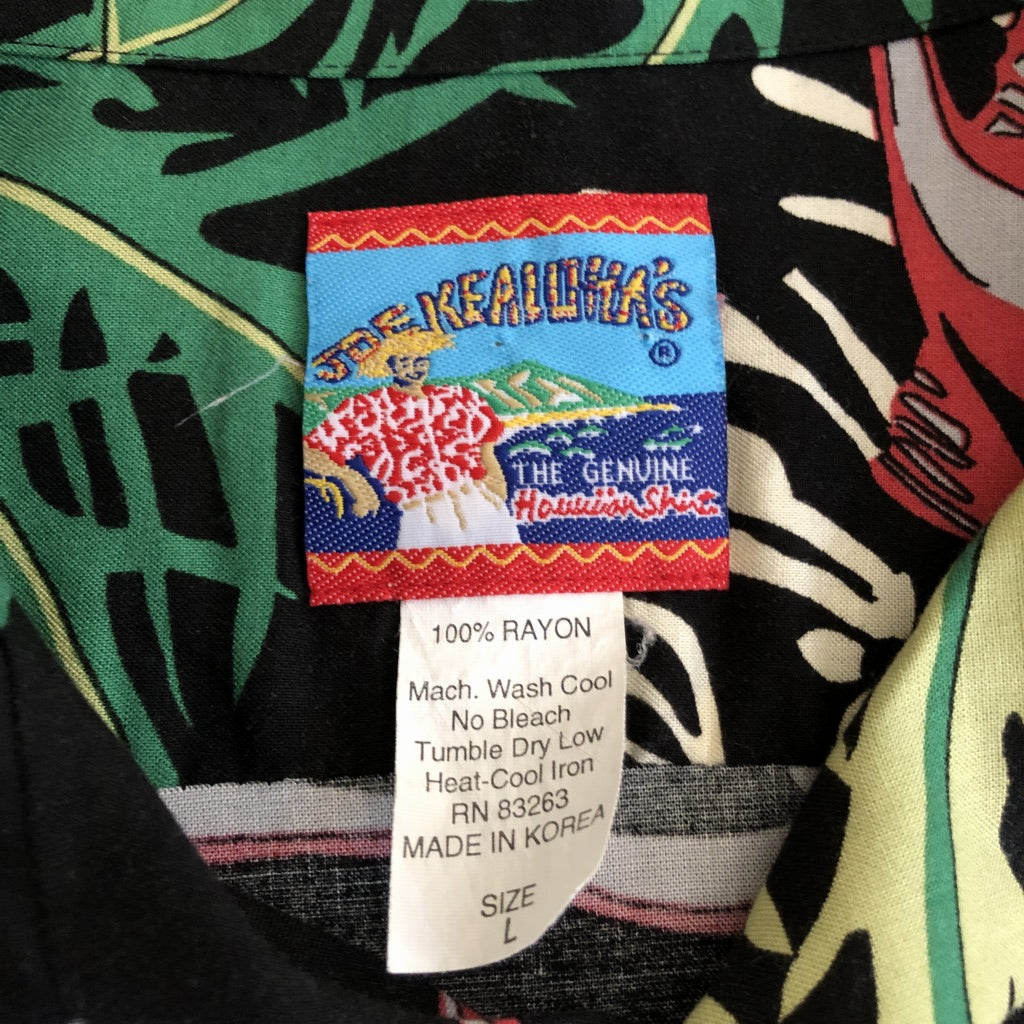 JOE KEALOHA'S
®
THE GENUINE
Hawaiian Shirt
100% RAYON
Mach. Wash Cool
No Bleach
Tumble Dry Low
Heat-Cool Iron
RN 83263
MADE IN KOREA
SIZE
L